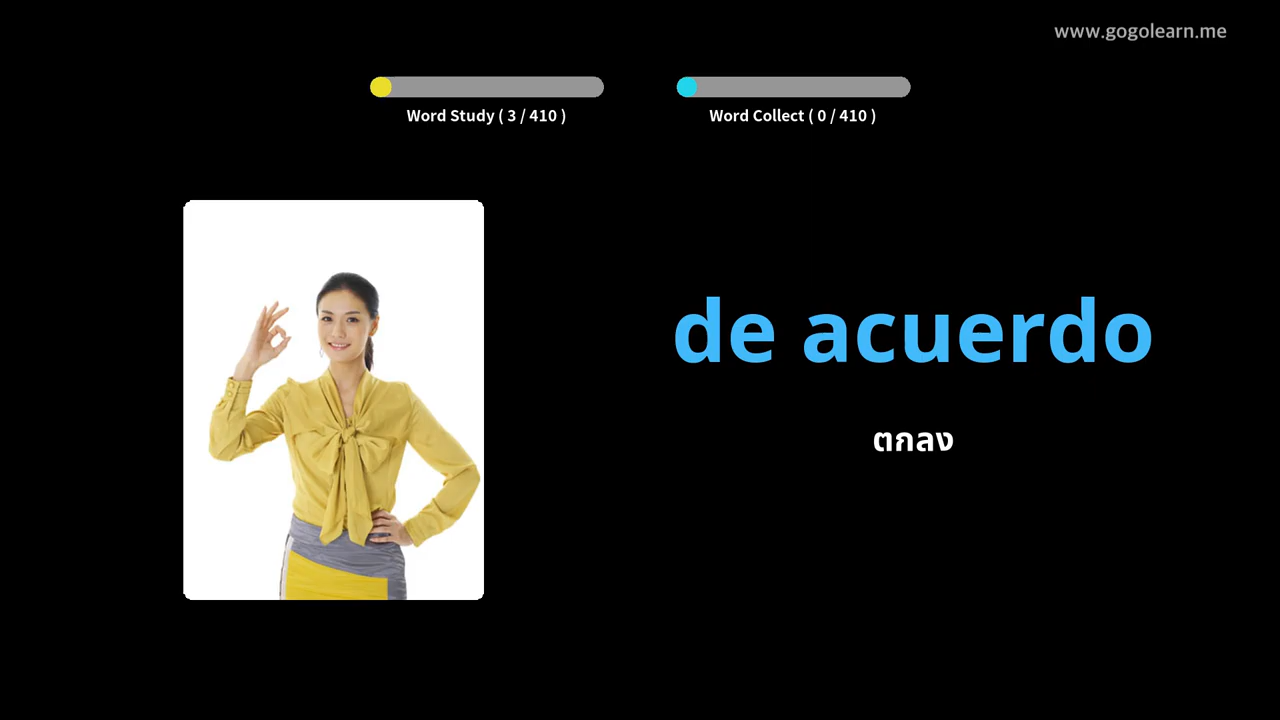 www.gogolearn.me
Word Study ( 3 / 410 )
Word Collect ( 0 / 410 )
de acuerdo
ตกลง